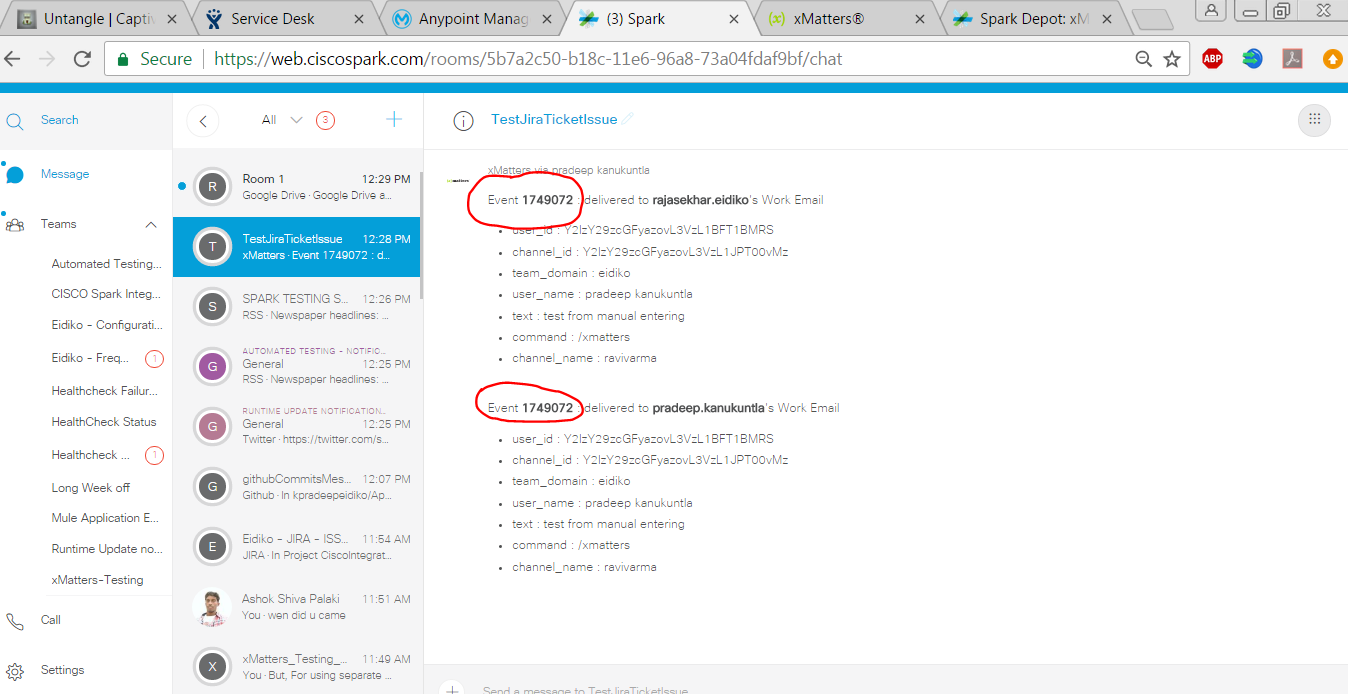 Untangle | Captiv
Service Desk
Anypoint Manag
(3) Spark
xMatters®
Spark Depot: xM
Secure
https://web.ciscospark.com/rooms/5b7a2c50-b18c-11e6-96a8-73a04fdaf9bf/chat
ABP
Search
All
3
TestJiraTicketIssue
Message
Teams
Automated Testing...
CISCO Spark Integ...
Eidiko - Configurati...
Eidiko - Freq...
1
Healthcheck Failur...
HealthCheck Status
Healthcheck ...
1
Long Week off
Mule Application E...
Runtime Update no...
xMatters-Testing
Call
Settings
R
Room 1
12:29 PM
Google Drive · Google Drive a...
T
TestJiraTicketIssue
12:28 PM
xMatters · Event 1749072 : d...
S
SPARK TESTING S...
12:26 PM
RSS · Newspaper headlines: ...
AUTOMATED TESTING - NOTIFIC...
G
General
12:25 PM
RSS · Newspaper headlines: ...
RUNTIME UPDATE NOTIFICATION...
G
General
12:25 PM
Twitter · https://twitter.com/s...
G
githubCommitsMes...
12:07 PM
Github · In kpradeepeidiko/Ap...
E
Eidiko - JIRA - ISS...
11:54 AM
JIRA · In Project CiscoIntegrat...
Ashok Shiva Palaki
11:51 AM
You · wen did u came
X
xMatters_Testing_...
11:49 AM
You · But, For using separate ...
xmatters
xMatters via pradeep kanukuntla
Event 1749072 : delivered to rajasekhar.eidiko's Work Email
user_id : Y2lzY29zcGFyazovL3VzL1BFT1BMRS
channel_id : Y2lzY29zcGFyazovL3VzL1JPT00vMz
team_domain : eidiko
user_name : pradeep kanukuntla
text : test from manual entering
command : /xmatters
channel_name : ravivarma
Event 1749072 : delivered to pradeep.kanukuntla's Work Email
user_id : Y2lzY29zcGFyazovL3VzL1BFT1BMRS
channel_id : Y2lzY29zcGFyazovL3VzL1JPT00vMz
team_domain : eidiko
user_name : pradeep kanukuntla
text : test from manual entering
command : /xmatters
channel_name : ravivarma
Send a message to TestJiraTicketIssue